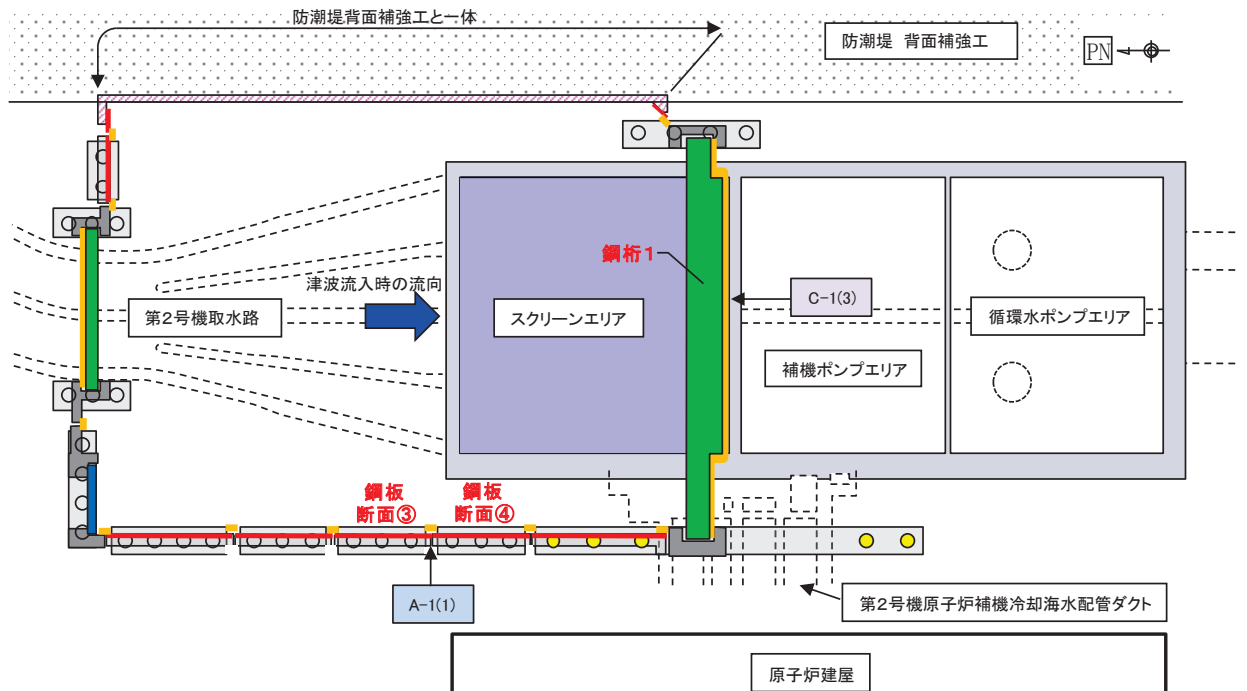 防潮堤背面補強工と一体
防潮堤 背面補強工
PN
鋼桁1
津波流入時の流向
C-1(3)
第2号機取水路
スクリーンエリア
循環水ポンプエリア
補機ポンプエリア
鋼板
断面③
鋼板
断面④
A-1(1)
第2号機原子炉補機冷却海水配管ダクト
原子炉建屋